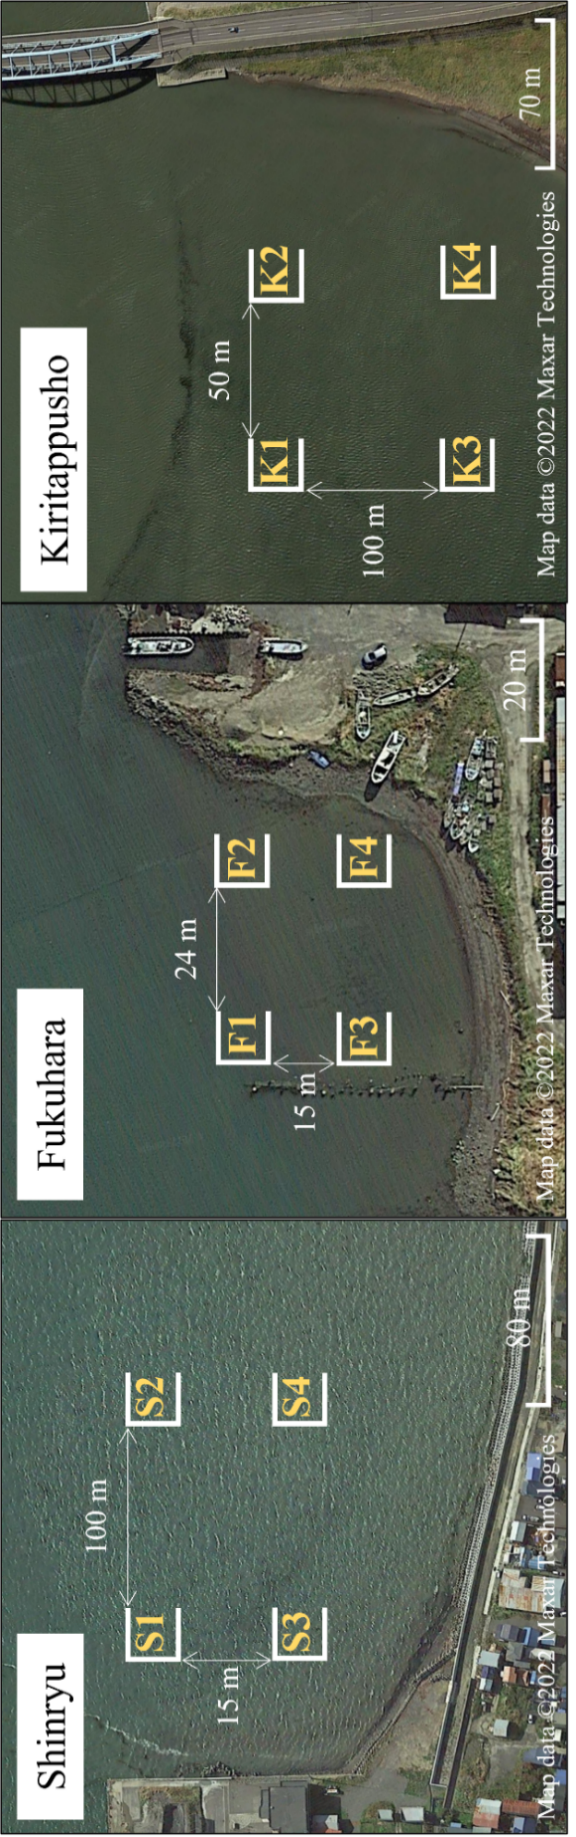 Kiritappusho
K1
K2
K3
K4
50 m
100 m
70 m
Map data ©2022 Maxar Technologies
Fukuhara
F1
F2
F3
F4
24 m
15 m
20 m
Map data ©2022 Maxar Technologies
Shinryu
S1
S2
S3
S4
100 m
15 m
80 m
Map data ©2022 Maxar Technologies